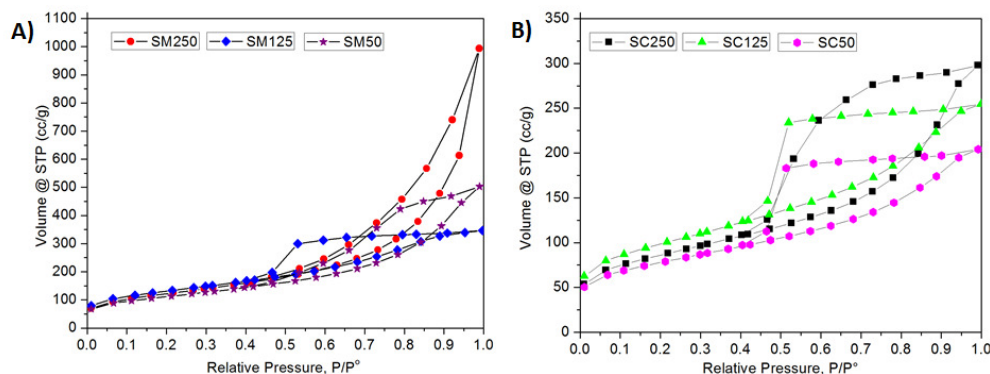 A)
SM250 SM125 SM50
1100
1000
900
800
700
600
500
400
300
200
100
0
Volume @ STP (cc/g)
0.0 0.1 0.2 0.3 0.4 0.5 0.6 0.7 0.8 0.9 1.0
Relative Pressure, P/P°
B)
SC250 SC125 SC50
350
300
250
200
150
100
50
0
Volume @ STP (cc/g)
0.0 0.1 0.2 0.3 0.4 0.5 0.6 0.7 0.8 0.9 1.0
Relative Pressure, P/P°